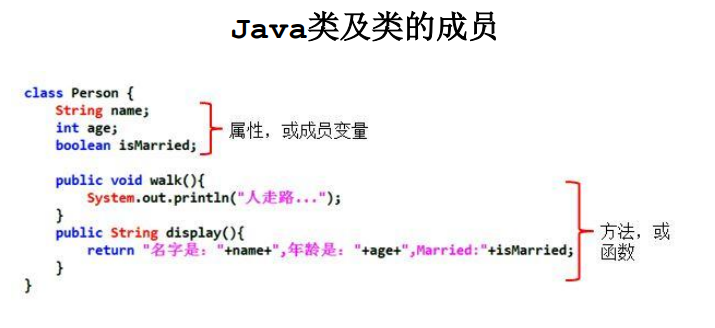 Java类及类的成员
class Person {
String name;
int age;
boolean isMarried;
属性，或成员变量
public void walk(){
System.out.println("人走路...");
}
public String display(){
return "名字是："+name+",年龄是："+age+",Married:"+isMarried;
}
}
方法，或
函数